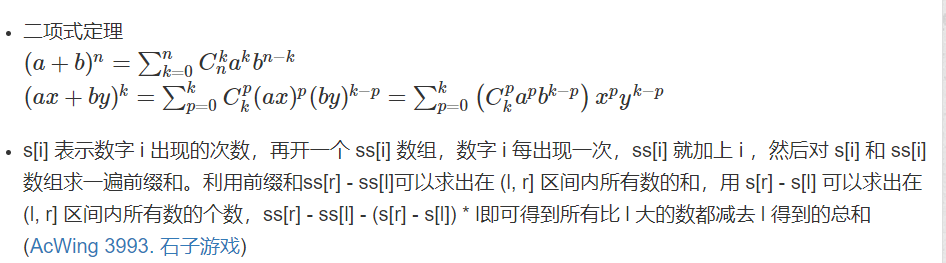 二项式定理
(a + b)^n = ∑_{k=0}^{n} C_n^k a^k b^{n−k}
(ax + by)^k = ∑_{p=0}^{k} C_k^p (ax)^p (by)^{k−p} = ∑_{p=0}^{k} (C_k^p a^p b^{k−p}) x^p y^{k−p}
s[i] 表示数字 i 出现的次数，再开一个 ss[i] 数组，数字 i 每出现一次，ss[i] 就加上 i ，然后对 s[i] 和 ss[i]
数组求一遍前缀和。利用前缀和ss[r] - ss[l]可以求出在 (l, r] 区间内所有数的和，用 s[r] - s[l] 可以求出在
(l, r] 区间内所有数的个数，ss[r] - ss[l] - (s[r] - s[l]) * l即可得到所有比 l 大的数都减去 l 得到的总和
(AcWing 3993. 石子游戏)